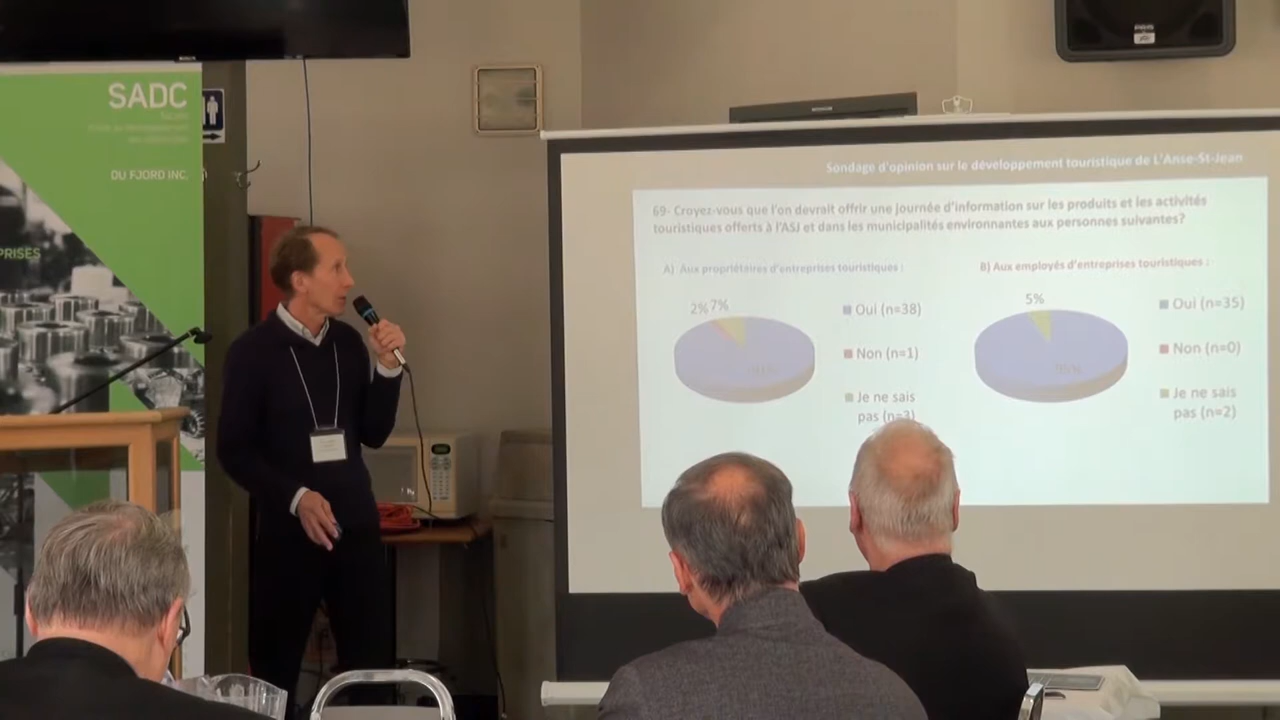 SADC
DU FJORD INC.
PRISES
Sondage d'opinion sur le développement touristique de L'Anse-St-Jean
69- Croyez-vous que l'on devrait offrir une journée d'information sur les produits et les activités
touristiques offerts à l'ASJ et dans les municipalités environnantes aux personnes suivantes?
A) Aux propriétaires d'entreprises touristiques :
2% 7%
Oui (n=38)
Non (n=1)
Je ne sais
pas (n=3)
B) Aux employés d'entreprises touristiques :
5%
95%
Oui (n=35)
Non (n=0)
Je ne sais
pas (n=2)